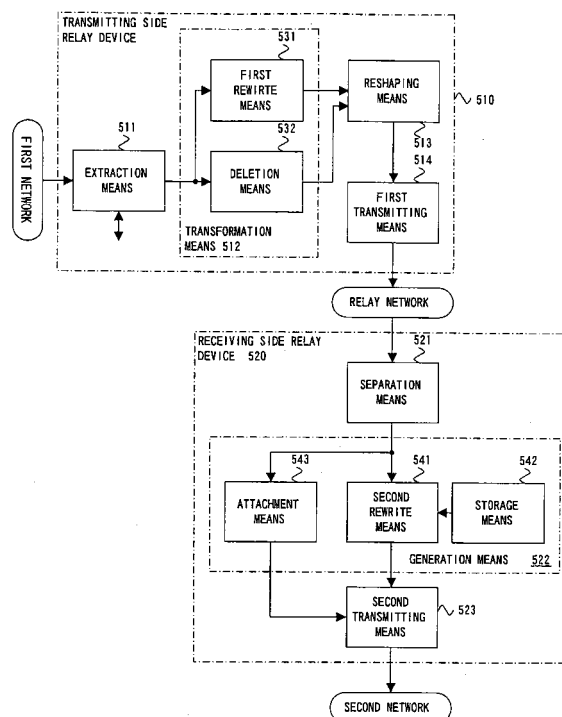 TRANSMITTING SIDE
RELAY DEVICE
531
FIRST
REWIRTE
MEANS
RESHAPING
MEANS
510
513
FIRST NETWORK
511
EXTRACTION
MEANS
532
DELETION
MEANS
514
FIRST
TRANSMITTING
MEANS
TRANSFORMATION
MEANS 512
RELAY NETWORK
RECEIVING SIDE RELAY
DEVICE 520
521
SEPARATION
MEANS
543
ATTACHMENT
MEANS
541
SECOND
REWRITE
MEANS
542
STORAGE
MEANS
GENERATION MEANS 522
SECOND
TRANSMITTING
MEANS
523
SECOND NETWORK